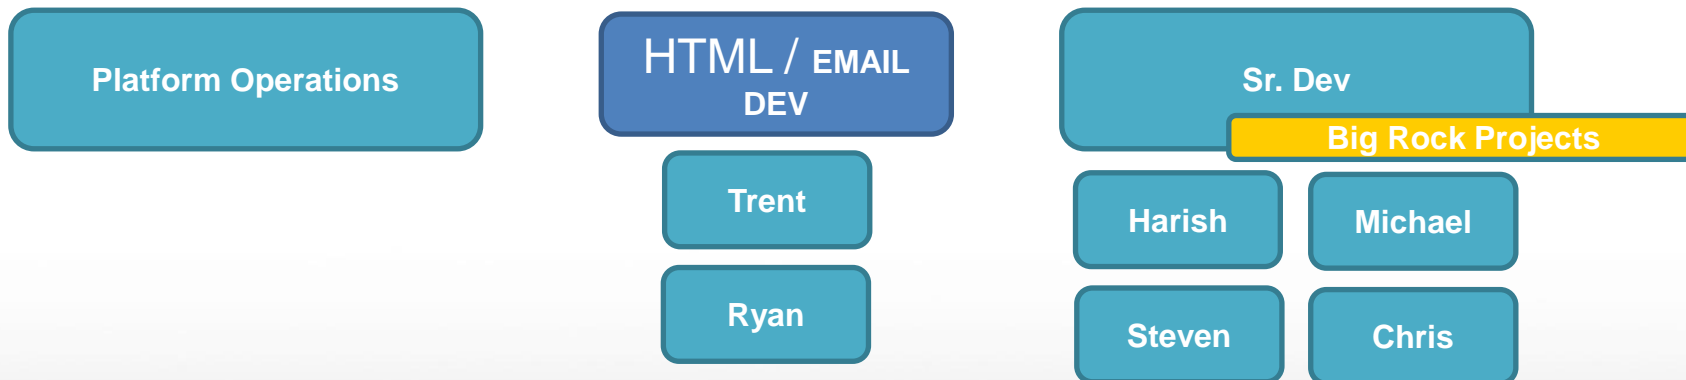 Platform Operations
HTML / EMAIL
DEV
Sr. Dev
Big Rock Projects
Trent
Ryan
Harish
Michael
Steven
Chris